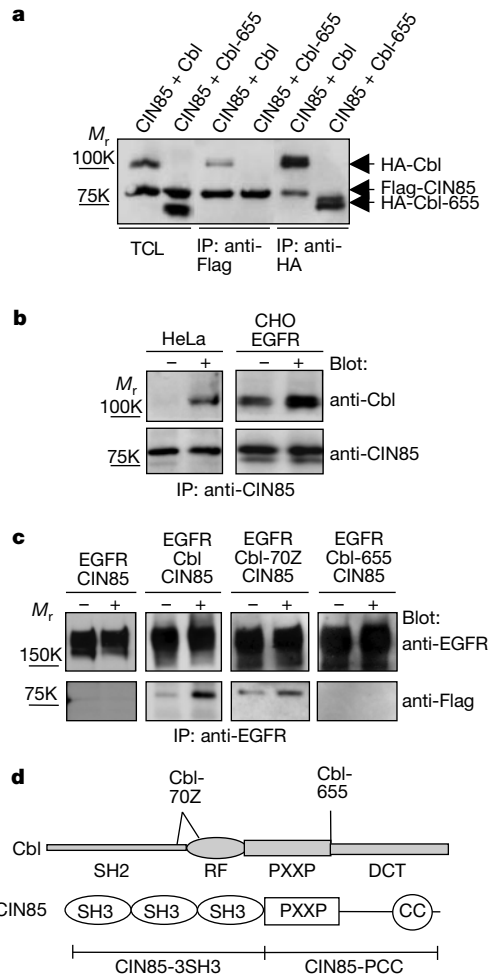 a
CIN85 + Cbl
CIN85 + Cbl-655
CIN85 + Cbl
CIN85 + Cbl-655
CIN85 + Cbl
CIN85 + Cbl-655
Mr
100K
75K
HA-Cbl
Flag-CIN85
HA-Cbl-655
TCL
IP: anti-
Flag
IP: anti-
HA
b
HeLa
CHO
EGFR
– + – + Blot:
Mr
100K
anti-Cbl
75K
anti-CIN85
IP: anti-CIN85
c
EGFR
CIN85
EGFR
Cbl
CIN85
EGFR
Cbl-70Z
CIN85
EGFR
Cbl-655
CIN85
Mr
– + – + – + – + Blot:
150K
anti-EGFR
75K
anti-Flag
IP: anti-EGFR
d
Cbl-
70Z
Cbl-
655
Cbl
SH2 RF PXXP DCT
CIN85
SH3 SH3 SH3 PXXP CC
CIN85-3SH3 CIN85-PCC